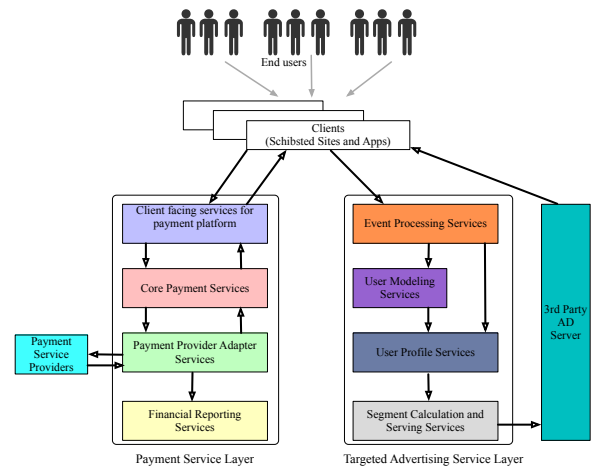 End users
Clients
(Schibsted Sites and Apps)
Client facing services for
payment platform
Core Payment Services
Payment Provider Adapter
Services
Financial Reporting
Services
Payment
Service
Providers
Payment Service Layer
Event Processing Services
User Modeling
Services
User Profile Services
Segment Calculation and
Serving Services
Targeted Advertising Service Layer
3rd Party
AD
Server